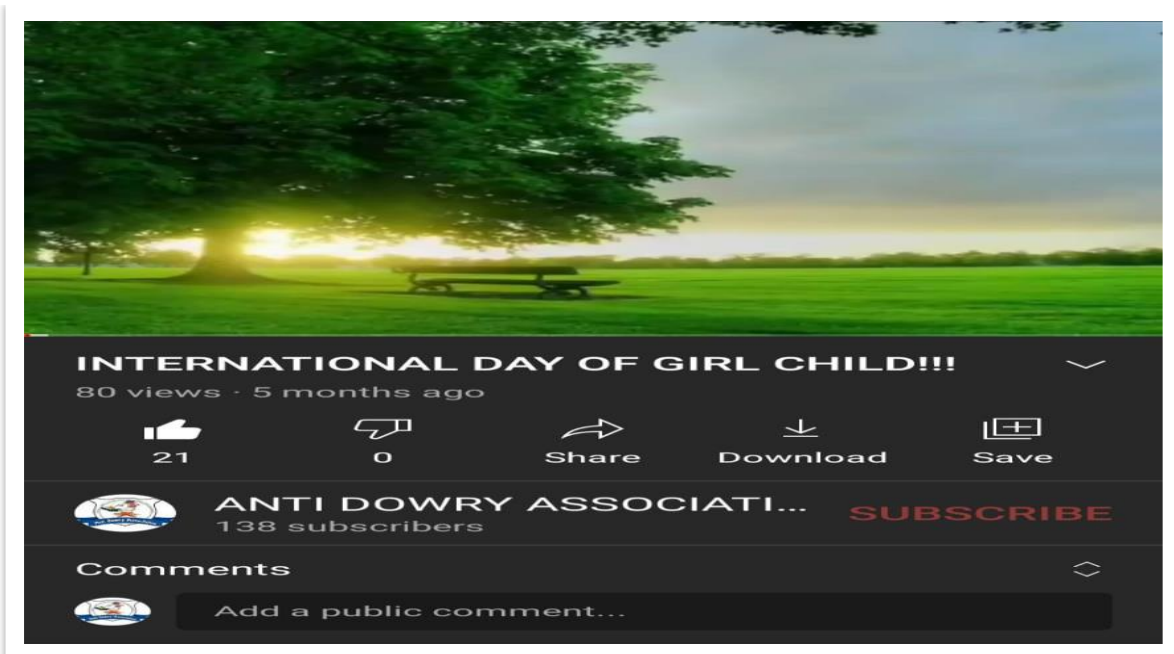 INTERNATIONAL DAY OF GIRL CHILD!!!
80 views · 5 months ago
21
0
Share
Download
Save
ANTI DOWRY ASSOCIATI...
SUBSCRIBE
138 subscribers
Comments
Add a public comment...